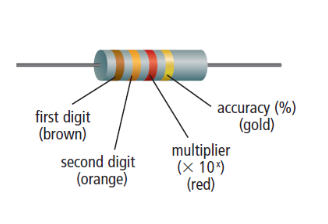 first digit
(brown)
second digit
(orange)
multiplier
(× 10ˣ)
(red)
accuracy (%)
(gold)